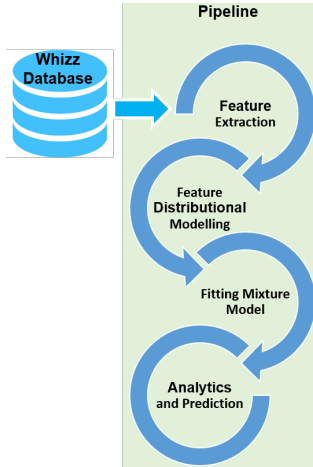 Pipeline
Whizz
Database
Feature
Extraction
Feature
Distributional
Modelling
Fitting Mixture
Model
Analytics
and Prediction